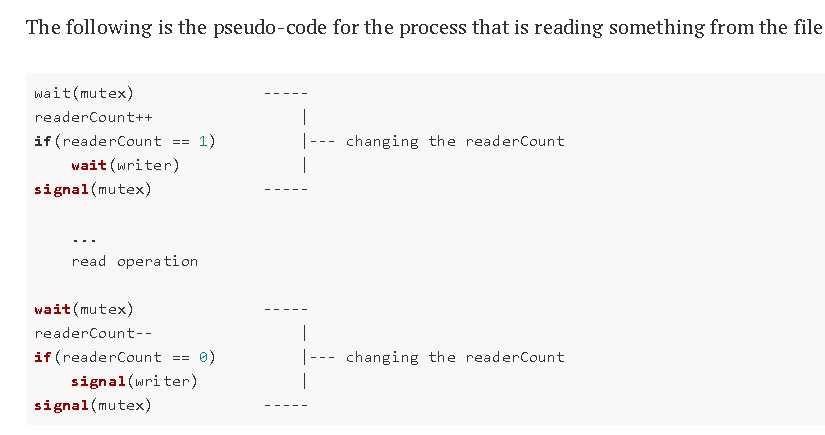 The following is the pseudo-code for the process that is reading something from the file
wait(mutex)                 -----
readerCount++                   |
if(readerCount == 1)            |--- changing the readerCount
    wait(writer)                |
signal(mutex)               -----
...
read operation
wait(mutex)                 -----
readerCount--                   |
if(readerCount == 0)            |--- changing the readerCount
    signal(writer)              |
signal(mutex)               -----